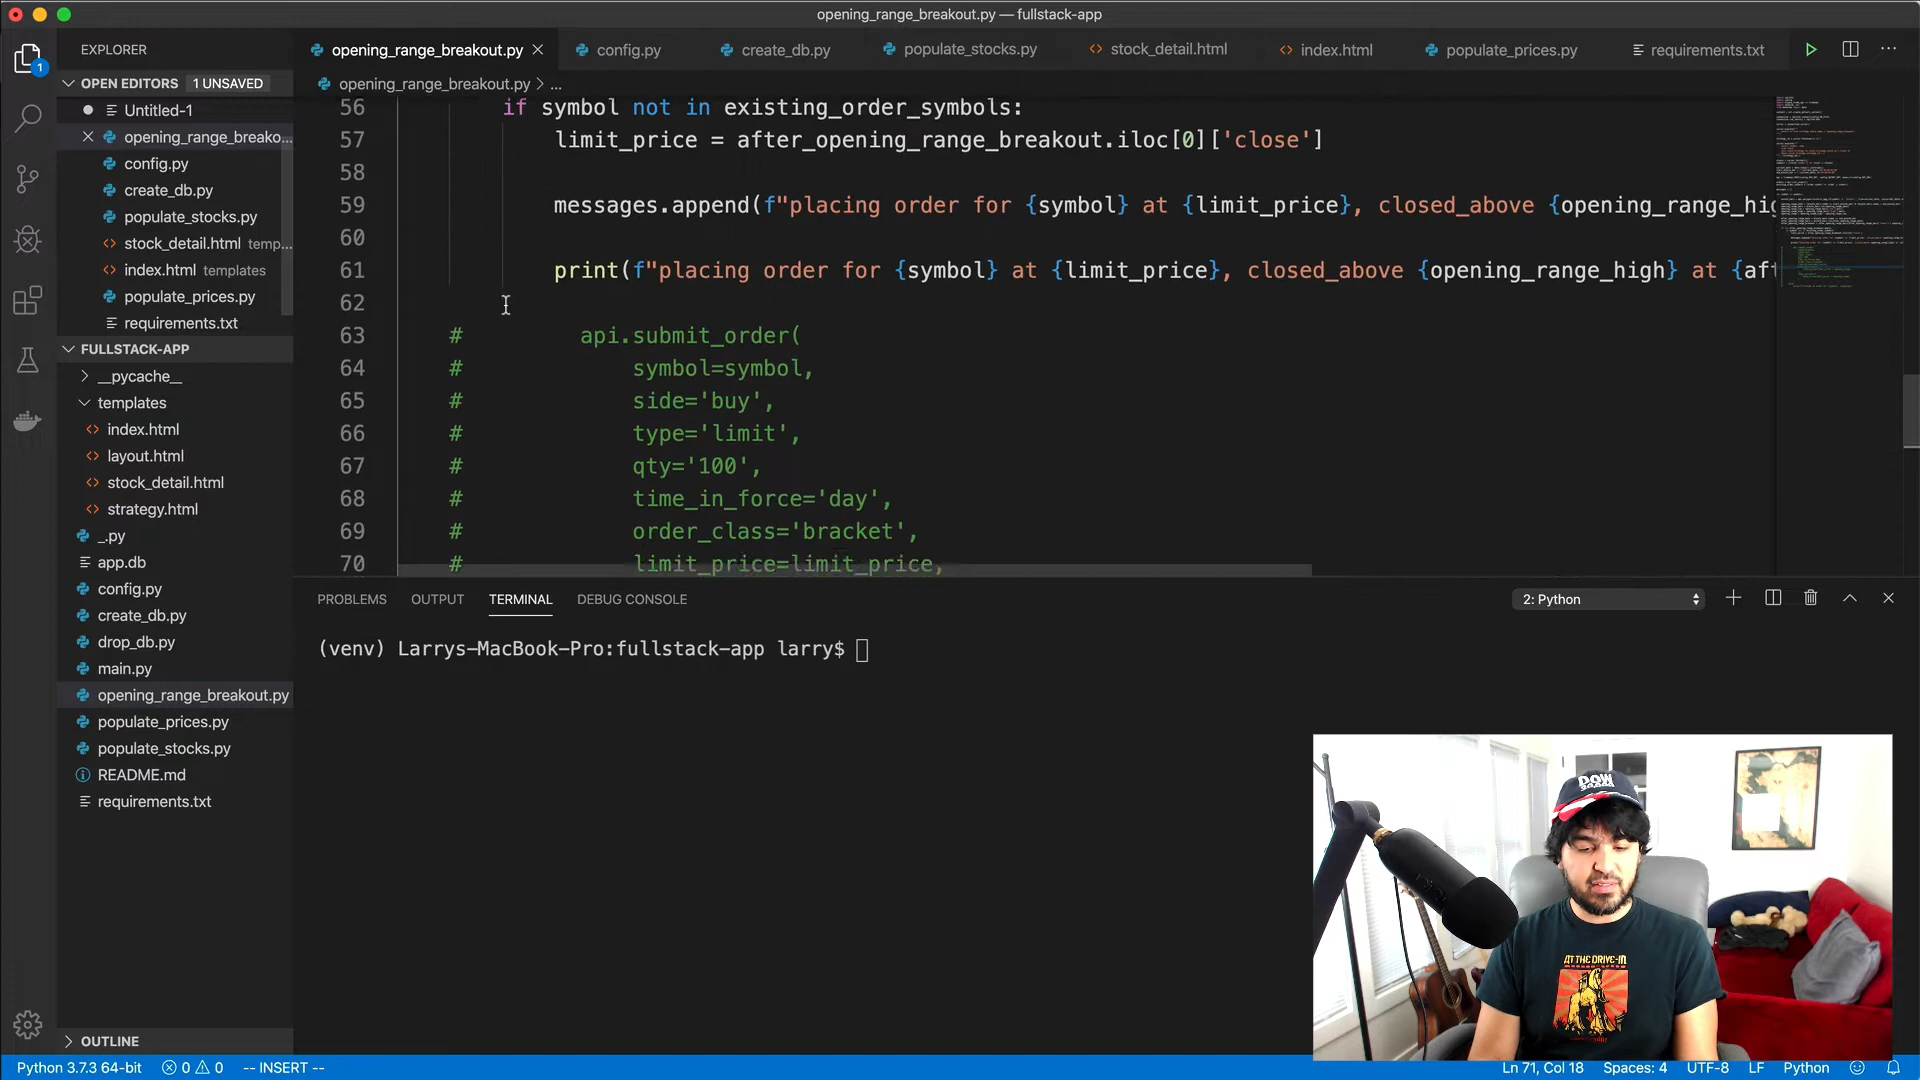 opening_range_breakout.py — fullstack-app
EXPLORER
opening_range_breakout.py
config.py
create_db.py
populate_stocks.py
stock_detail.html
index.html
populate_prices.py
requirements.txt
OPEN EDITORS 1 UNSAVED
opening_range_breakout.py > ...
Untitled-1
opening_range_breako...
config.py
create_db.py
populate_stocks.py
stock_detail.html temp...
index.html templates
populate_prices.py
requirements.txt
FULLSTACK-APP
__pycache__
templates
index.html
layout.html
stock_detail.html
strategy.html
_.py
app.db
config.py
create_db.py
drop_db.py
main.py
opening_range_breakout.py
populate_prices.py
populate_stocks.py
README.md
requirements.txt
OUTLINE
56 if symbol not in existing_order_symbols:
57 limit_price = after_opening_range_breakout.iloc[0]['close']
58
59 messages.append(f"placing order for {symbol} at {limit_price}, closed_above {opening_range_hig
60
61 print(f"placing order for {symbol} at {limit_price}, closed_above {opening_range_high} at {aft
62
63 # api.submit_order(
64 # symbol=symbol,
65 # side='buy',
66 # type='limit',
67 # qty='100',
68 # time_in_force='day',
69 # order_class='bracket',
70 # limit_price=limit_price,
PROBLEMS OUTPUT TERMINAL DEBUG CONSOLE
2: Python
(venv) Larrys-MacBook-Pro:fullstack-app larry$
DOW
AT THE DRIVE-IN
Python 3.7.3 64-bit 0 0 -- INSERT --
Ln 71, Col 18 Spaces: 4 UTF-8 LF Python